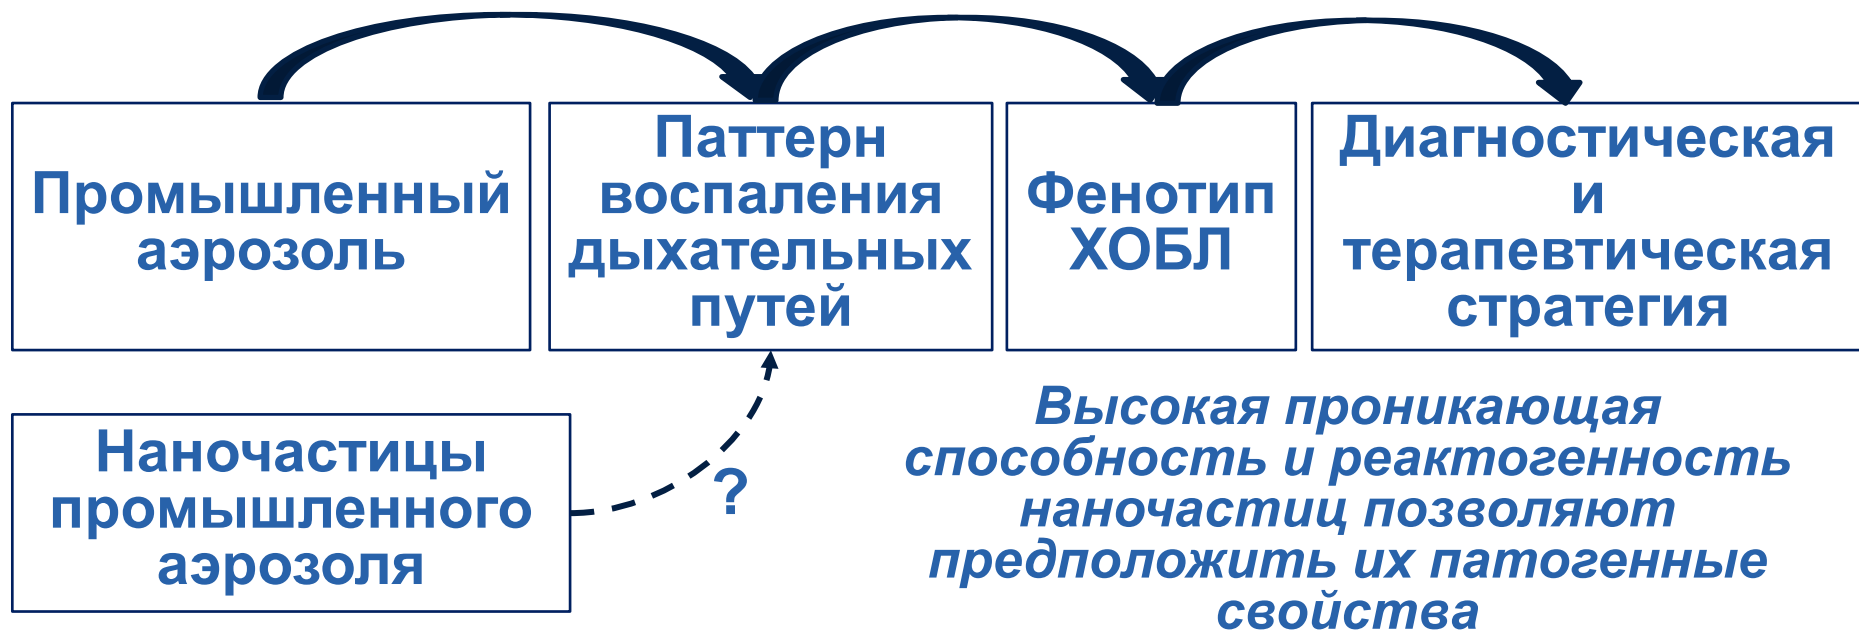 Промышленный
аэрозоль
Паттерн
воспаления
дыхательных
путей
Фенотип
ХОБЛ
Диагностическая
и
терапевтическая
стратегия
Наночастицы
промышленного
аэрозоля
?
Высокая проникающая
способность и реактогенность
наночастиц позволяют
предположить их патогенные
свойства